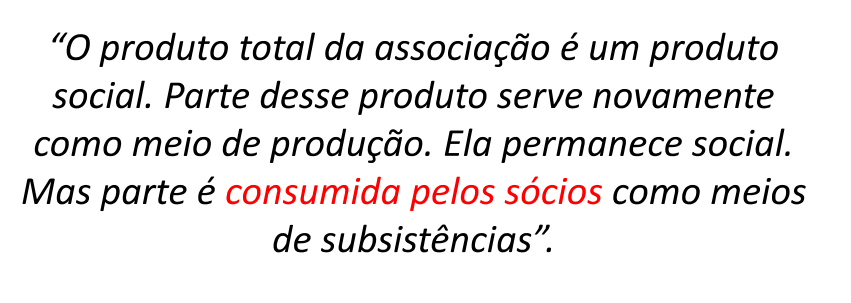 “O produto total da associação é um produto
social. Parte desse produto serve novamente
como meio de produção. Ela permanece social.
Mas parte é consumida pelos sócios como meios
de subsistências”.